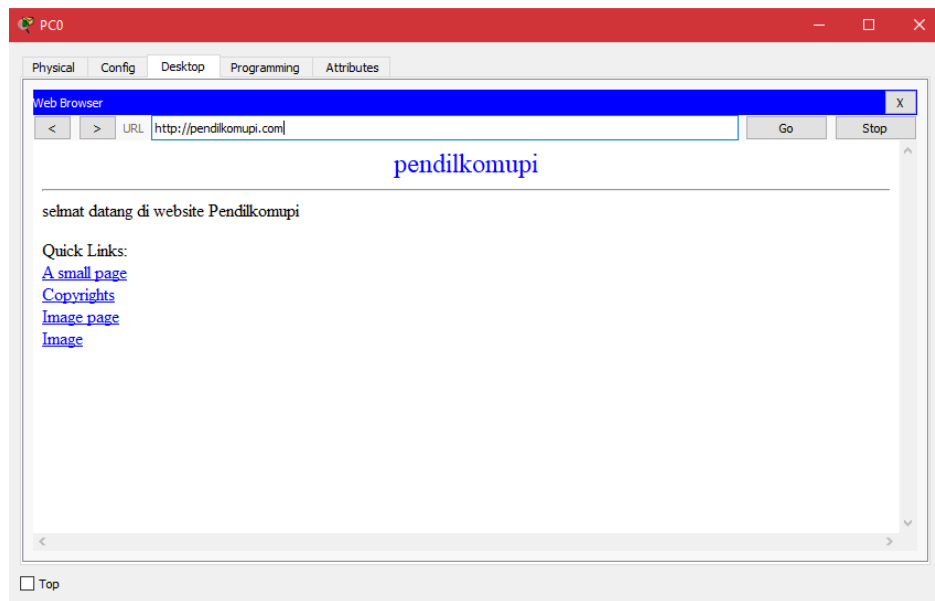 PC0
Physical Config Desktop Programming Attributes
Web Browser X
< > URL http://pendilkomupi.com Go Stop
pendilkomupi
selmat datang di website Pendilkomupi
Quick Links:
A small page
Copyrights
Image page
Image
Top